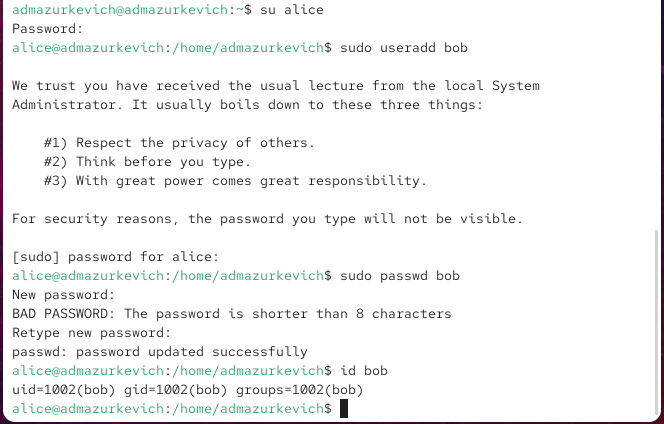 admazurkevich@admazurkevich:~$ su alice
Password:
alice@admazurkevich:/home/admazurkevich$ sudo useradd bob

We trust you have received the usual lecture from the local System
Administrator. It usually boils down to these three things:

    #1) Respect the privacy of others.
    #2) Think before you type.
    #3) With great power comes great responsibility.

For security reasons, the password you type will not be visible.

[sudo] password for alice:
alice@admazurkevich:/home/admazurkevich$ sudo passwd bob
New password:
BAD PASSWORD: The password is shorter than 8 characters
Retype new password:
passwd: password updated successfully
alice@admazurkevich:/home/admazurkevich$ id bob
uid=1002(bob) gid=1002(bob) groups=1002(bob)
alice@admazurkevich:/home/admazurkevich$